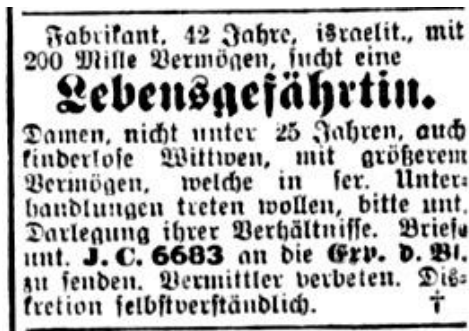 Fabrikant, 42 Jahre, israelit., mit
200 Mille Vermögen, sucht eine
Lebensgefährtin.
Damen, nicht unter 25 Jahren, auch
kinderlose Wittwen, mit größerem
Vermögen, welche in ser. Unter-
handlungen treten wollen, bitte unt.
Darlegung ihrer Verhältnisse. Briefe
unt. J. C. 6683 an die Exp. d. Bl.
zu senden. Vermittler verbeten. Dis-
kretion selbstverständlich. †